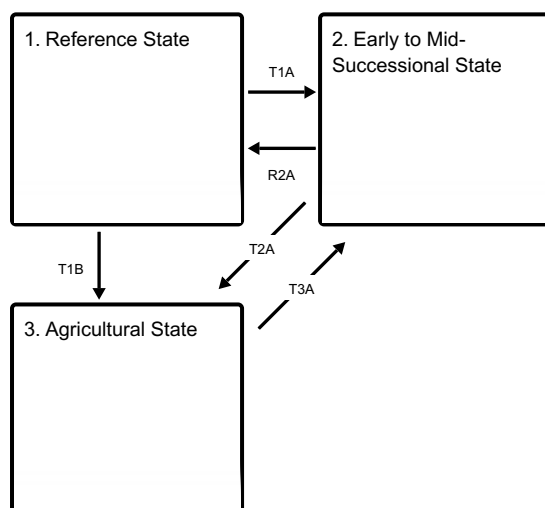 1. Reference State
2. Early to Mid-
Successional State
T1A
R2A
T2A
T1B
T3A
3. Agricultural State